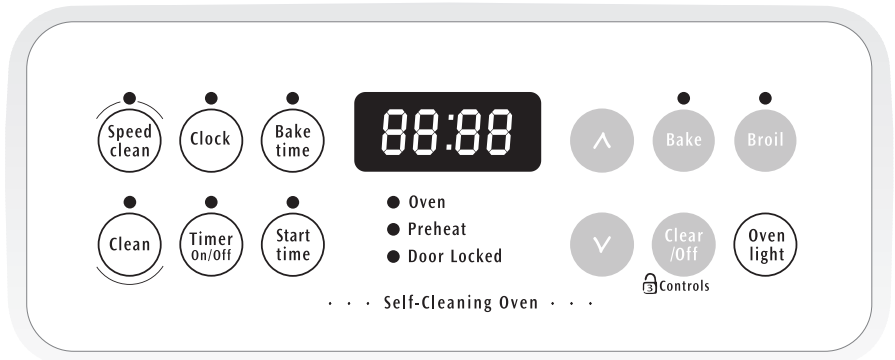 Speed
clean
Clock
Bake
time
88:88
Bake
Broil
Clean
Timer
On/Off
Start
time
Oven
Preheat
Door Locked
Clear
/Off
Oven
light
3 Controls
· · · Self-Cleaning Oven · · ·